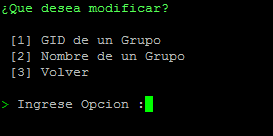 ¿Que desea modificar?
[1] GID de un Grupo
[2] Nombre de un Grupo
[3] Volver
> Ingrese Opcion :